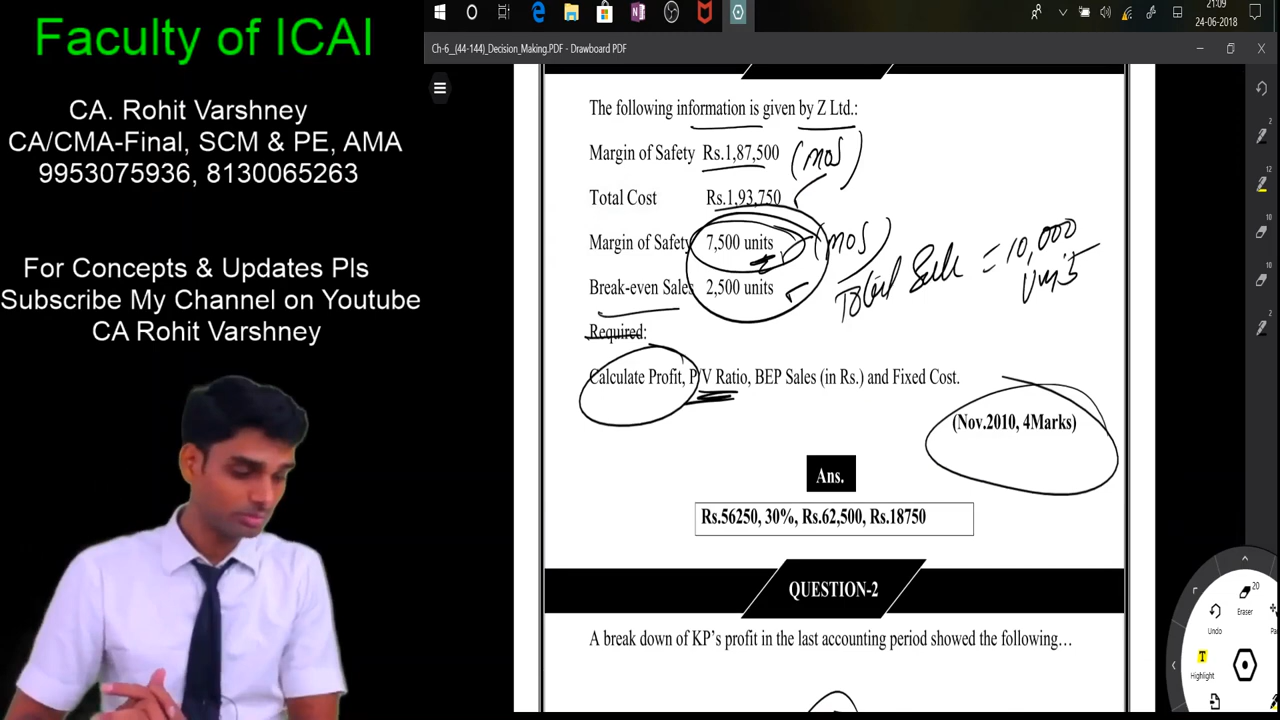 Faculty of ICAI
CA. Rohit Varshney
CA/CMA-Final, SCM & PE, AMA
9953075936, 8130065263
For Concepts & Updates Pls
Subscribe My Channel on Youtube
CA Rohit Varshney
21:09
24-06-2018
Ch-6_(44-144)_Decision_Making.PDF - Drawboard PDF
The following information is given by Z Ltd.:
Margin of Safety Rs.1,87,500 (MOS)
Total Cost Rs.1,93,750
Margin of Safety 7,500 units (MOS)
Break-even Sales 2,500 units
Total Sale = 10,000 Units
Required:
Calculate Profit, P/V Ratio, BEP Sales (in Rs.) and Fixed Cost.
(Nov.2010, 4Marks)
Ans.
Rs.56250, 30%, Rs.62,500, Rs.18750
QUESTION-2
A break down of KP's profit in the last accounting period showed the following…
2
12
20
Eraser
Undo
T
Highlight